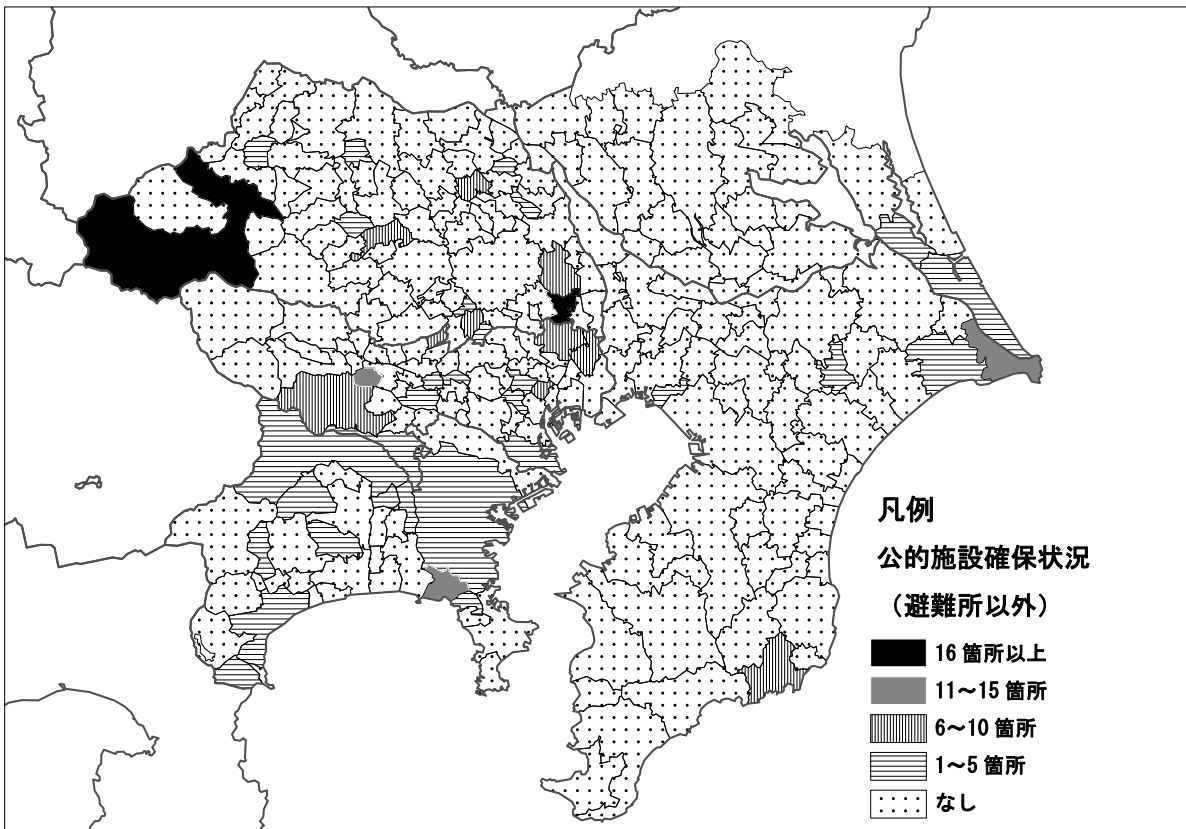 凡例
公的施設確保状況
（避難所以外）
16 箇所以上
11～15 箇所
6～10 箇所
1～5 箇所
なし